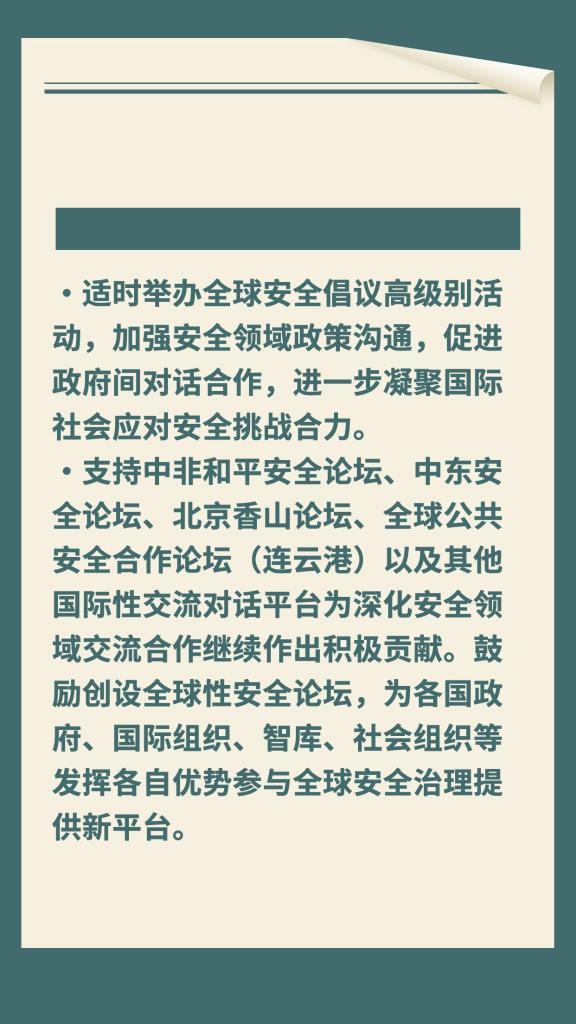 ·适时举办全球安全倡议高级别活
动，加强安全领域政策沟通，促进
政府间对话合作，进一步凝聚国际
社会应对安全挑战合力。
·支持中非和平安全论坛、中东安
全论坛、北京香山论坛、全球公共
安全合作论坛（连云港）以及其他
国际性交流对话平台为深化安全领
域交流合作继续作出积极贡献。鼓
励创设全球性安全论坛，为各国政
府、国际组织、智库、社会组织等
发挥各自优势参与全球安全治理提
供新平台。